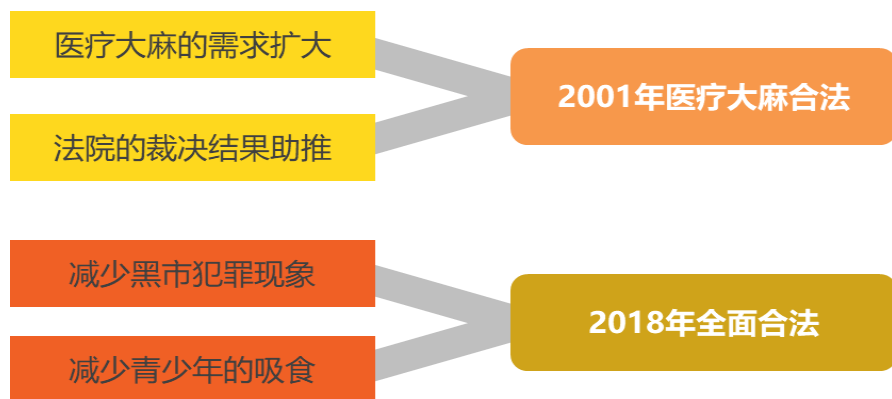 医疗大麻的需求扩大
2001年医疗大麻合法
法院的裁决结果助推
减少黑市犯罪现象
2018年全面合法
减少青少年的吸食